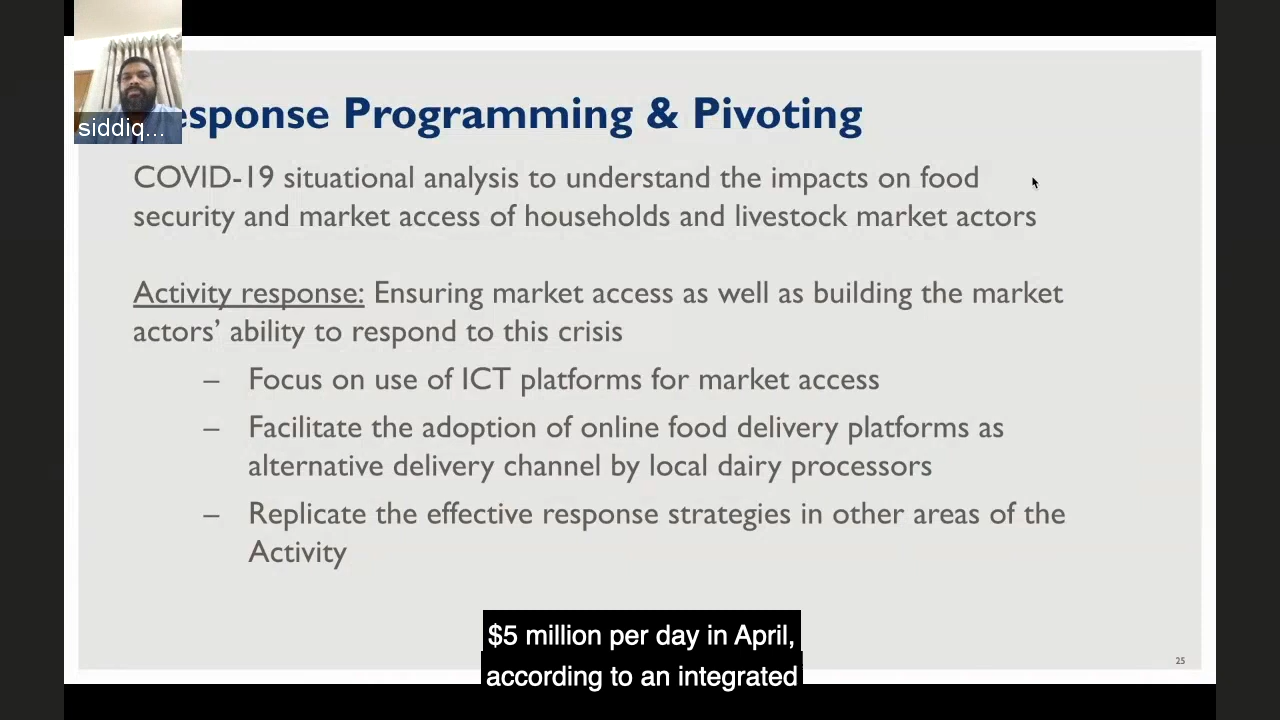 siddiq...
esponse Programming & Pivoting
COVID-19 situational analysis to understand the impacts on food
security and market access of households and livestock market actors
Activity response: Ensuring market access as well as building the market
actors’ ability to respond to this crisis
– Focus on use of ICT platforms for market access
– Facilitate the adoption of online food delivery platforms as
alternative delivery channel by local dairy processors
– Replicate the effective response strategies in other areas of the
Activity
$5 million per day in April,
according to an integrated
25